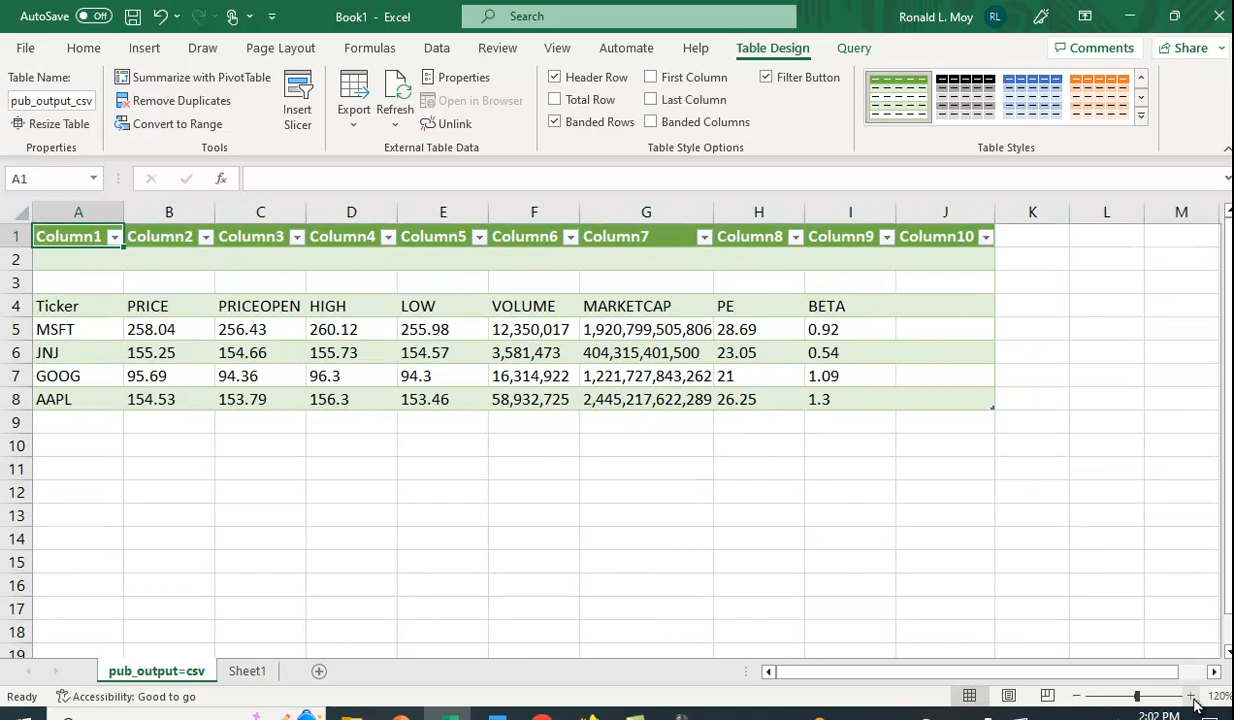 AutoSave Off Book1 - Excel Search Ronald L. Moy RL
File Home Insert Draw Page Layout Formulas Data Review View Automate Help Table Design Query Comments Share
Table Name: Summarize with PivotTable Properties Header Row First Column Filter Button
pub_output_csv Remove Duplicates Insert Slicer Export Refresh Open in Browser Total Row Last Column
Resize Table Convert to Range Unlink Banded Rows Banded Columns
Properties Tools External Table Data Table Style Options Table Styles
A1 fx
A B C D E F G H I J K L M
1 Column1 Column2 Column3 Column4 Column5 Column6 Column7 Column8 Column9 Column10
2
3
4 Ticker PRICE PRICEOPEN HIGH LOW VOLUME MARKETCAP PE BETA
5 MSFT 258.04 256.43 260.12 255.98 12,350,017 1,920,799,505,806 28.69 0.92
6 JNJ 155.25 154.66 155.73 154.57 3,581,473 404,315,401,500 23.05 0.54
7 GOOG 95.69 94.36 96.3 94.3 16,314,922 1,221,727,843,262 21 1.09
8 AAPL 154.53 153.79 156.3 153.46 58,932,725 2,445,217,622,289 26.25 1.3
9
10
11
12
13
14
15
16
17
18
19
pub_output=csv Sheet1
Ready Accessibility: Good to go 120%
2:02 PM